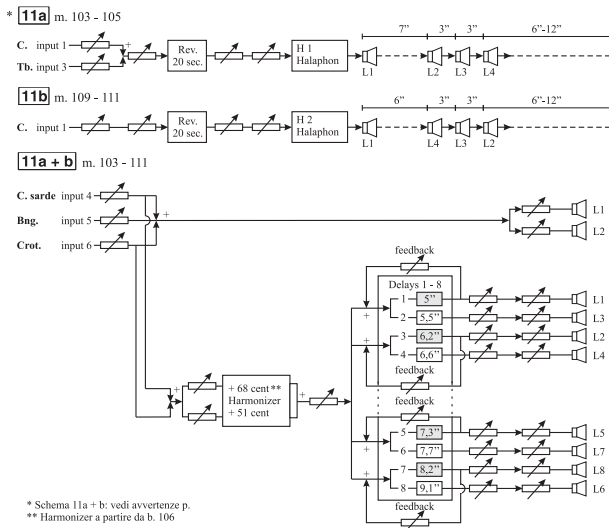 * 11a m. 103 - 105
7” 3” 3” 6”-12”
C. input 1
+
Tb. input 3
Rev. 20 sec.
H 1 Halaphon
L1 L2 L3 L4
11b m. 109 - 111
6” 3” 3” 6”-12”
C. input 1
Rev. 20 sec.
H 2 Halaphon
L1 L4 L3 L2
11a + b m. 103 - 111
C. sarde input 4
Bng. input 5
+
Crot. input 6
L1
L2
feedback
Delays 1 - 8
1 5” L1
+
2 5,5” L3
3 6,2” L2
+
4 6,6” L4
feedback
+
+ 68 cent **
Harmonizer
+ 51 cent
+
feedback
5 7,3” L5
+
6 7,7” L7
7 8,2” L8
+
8 9,1” L6
feedback
* Schema 11a + b: vedi avvertenze p.
** Harmonizer a partire da b. 106